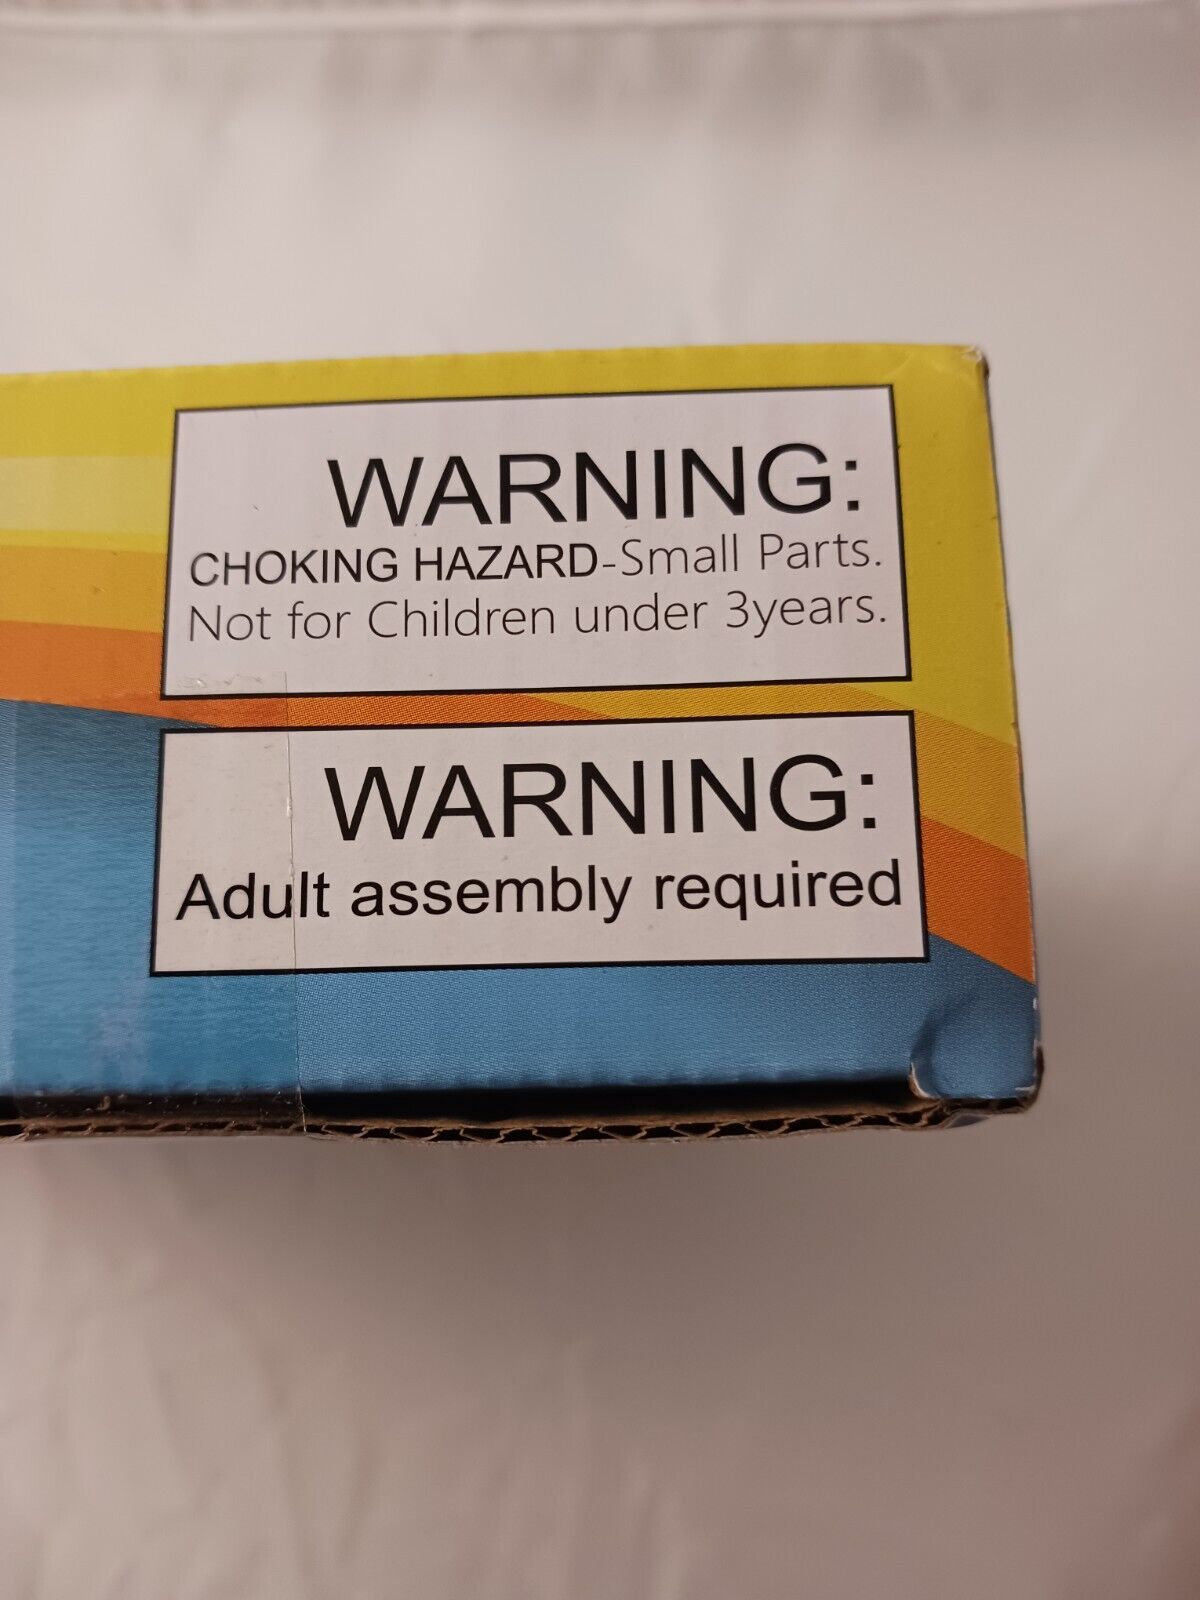 WARNING:
CHOKING HAZARD-Small Parts.
Not for Children under 3years.
WARNING:
Adult assembly required